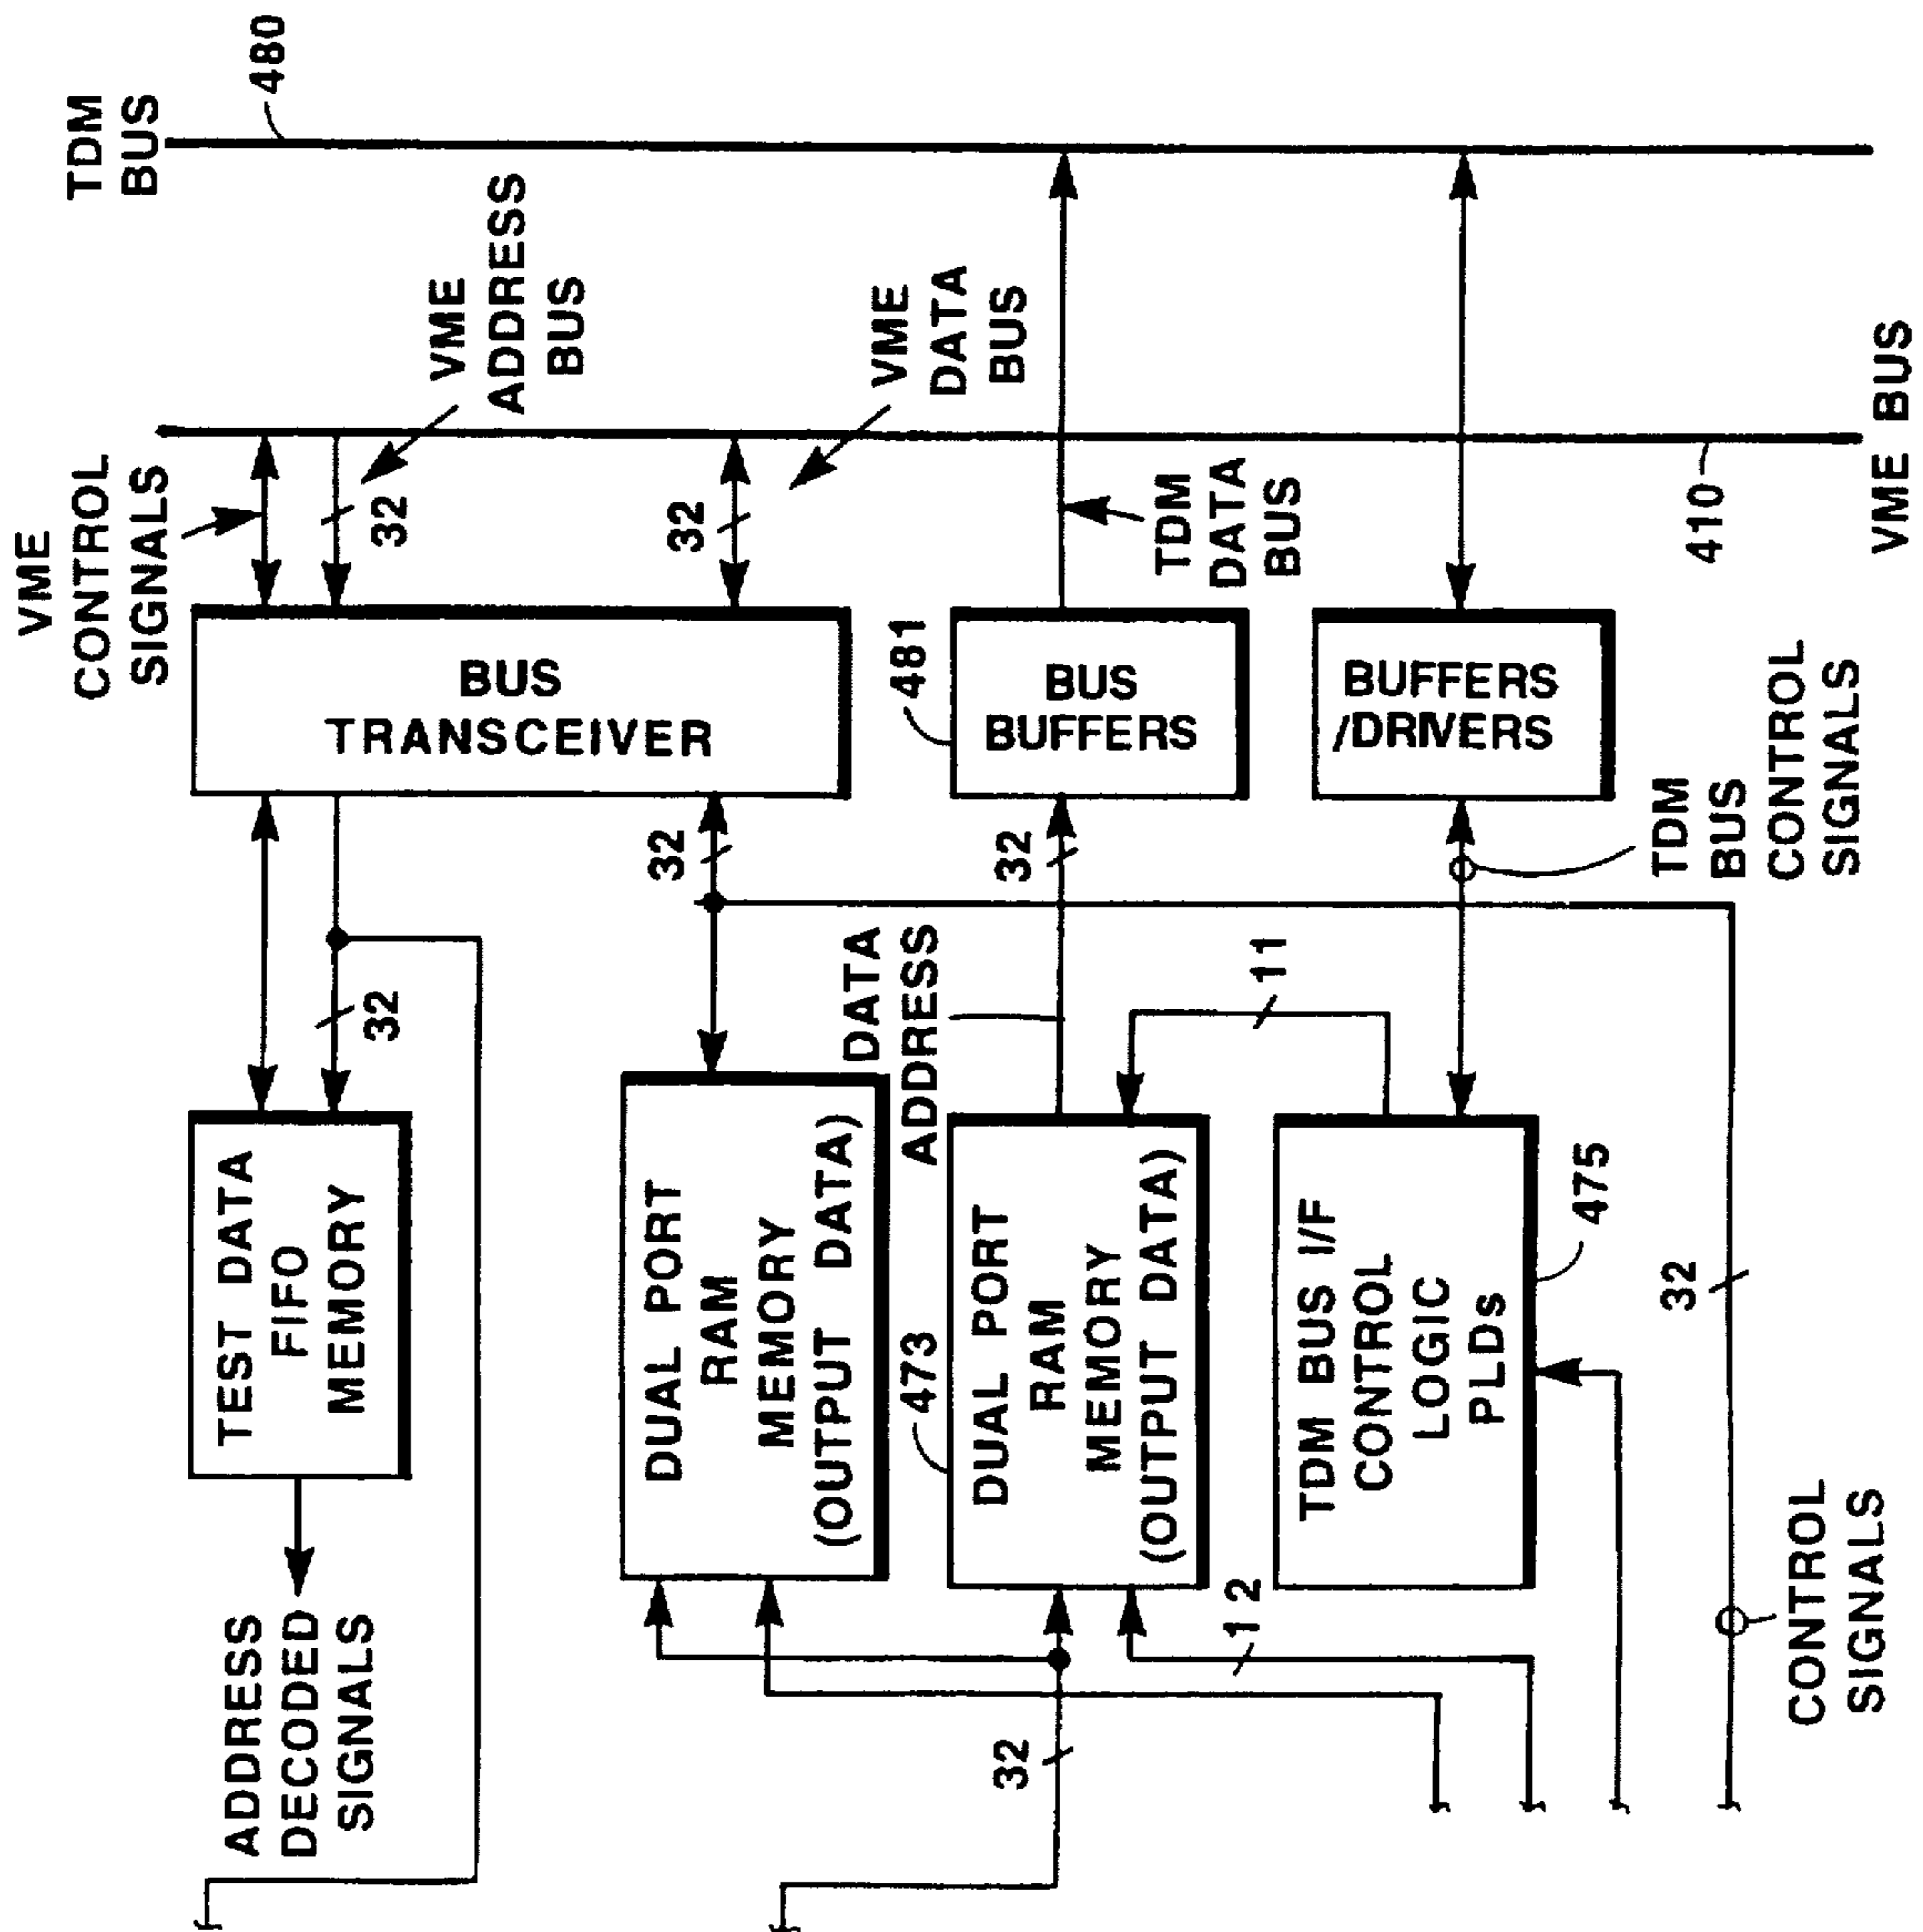 TDM
BUS
480
VME
CONTROL
SIGNALS
VME
ADDRESS
BUS
32
VME
DATA
BUS
32
TDM
DATA
BUS
410
VME BUS
BUS
TRANSCEIVER
481
BUS
BUFFERS
BUFFERS
/DRIVERS
32
32
TDM
BUS
CONTROL
SIGNALS
32
DATA
ADDRESS
11
TEST DATA
FIFO
MEMORY
DUAL PORT
RAM
MEMORY
(OUTPUT DATA)
473
DUAL PORT
RAM
MEMORY
(OUTPUT DATA)
TDM BUS I/F
CONTROL
LOGIC
PLDs
475
32
ADDRESS
DECODED
SIGNALS
12
32
CONTROL
SIGNALS